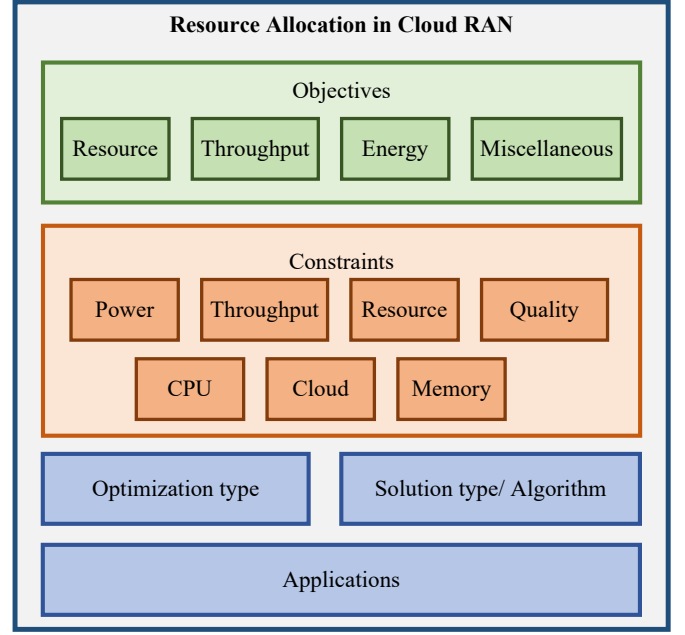 Resource Allocation in Cloud RAN
Objectives
Resource
Throughput
Energy
Miscellaneous
Constraints
Power
Throughput
Resource
Quality
CPU
Cloud
Memory
Optimization type
Solution type/ Algorithm
Applications